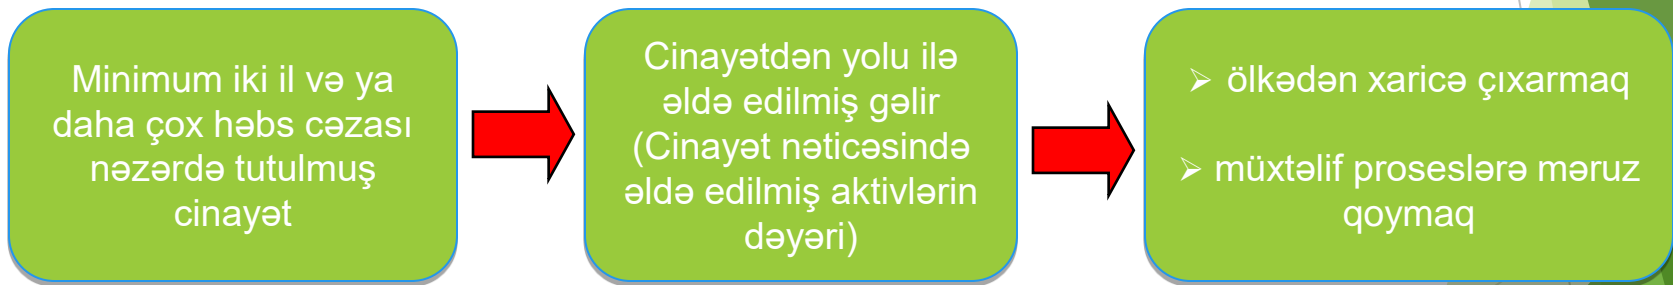 Minimum iki il və ya
daha çox həbs cəzası
nəzərdə tutulmuş
cinayət
Cinayətdən yolu ilə
əldə edilmiş gəlir
(Cinayət nəticəsində
əldə edilmiş aktivlərin
dəyəri)
➢ ölkədən xaricə çıxarmaq
➢ müxtəlif proseslərə məruz
qoymaq